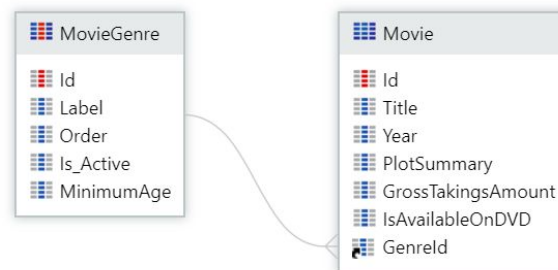 MovieGenre
Id
Label
Order
Is_Active
MinimumAge
Movie
Id
Title
Year
PlotSummary
GrossTakingsAmount
IsAvailableOnDVD
GenreId